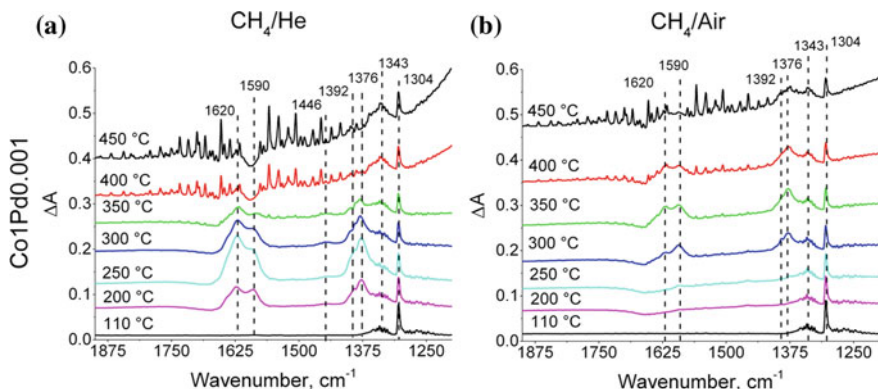 CH₄/He
CH₄/Air
(a)
(b)
Co1Pd0.001
ΔA
0.6
0.5
0.4
0.3
0.2
0.1
0.0
1620
1590
1446
1392
1376
1343
1304
450 °C
400 °C
350 °C
300 °C
250 °C
200 °C
110 °C
1875
1750
1625
1500
1375
1250
Wavenumber, cm⁻¹
ΔA
0.6
0.5
0.4
0.3
0.2
0.1
0.0
1620
1590
1392
1376
1343
1304
450 °C
400 °C
350 °C
300 °C
250 °C
200 °C
110 °C
1875
1750
1625
1500
1375
1250
Wavenumber, cm⁻¹